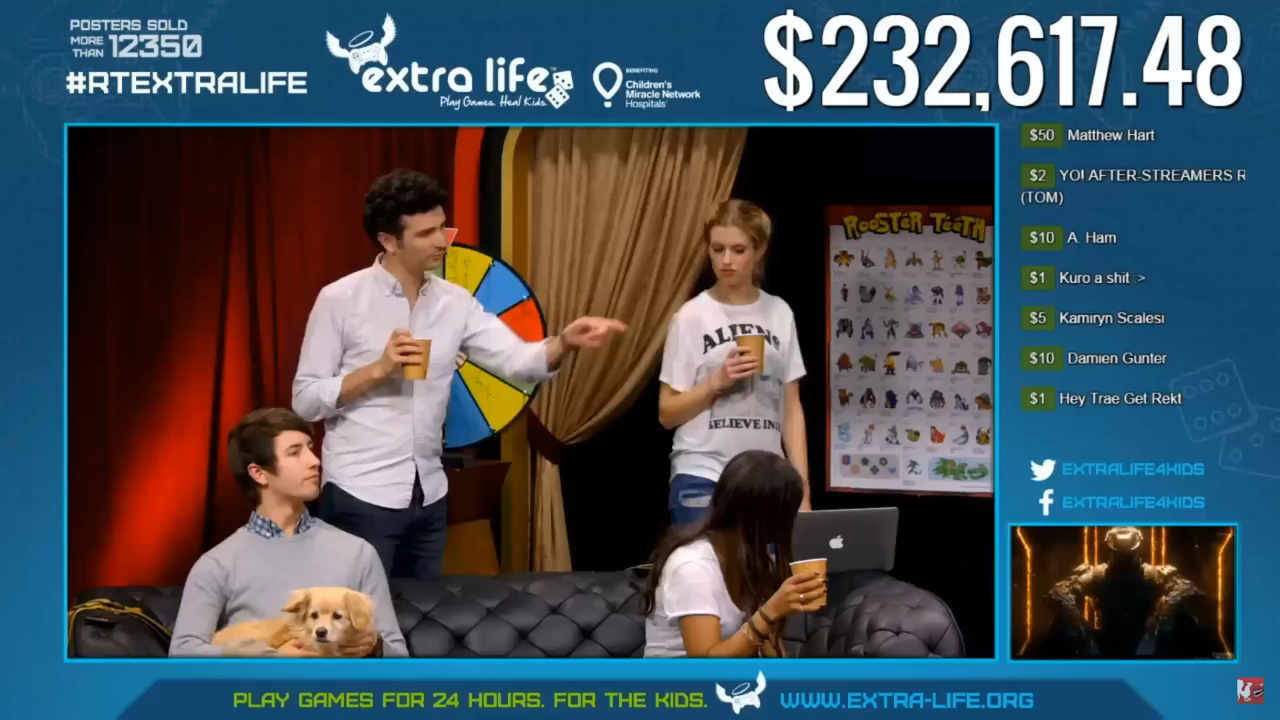 POSTERS SOLD
MORE THAN 12350
#RTEXTRALIFE
extra life
Play Games. Heal Kids.
BENEFITING
Children's
Miracle Network
Hospitals
$232,617.48
$50 Matthew Hart
$2 YO! AFTER-STREAMERS R
(TOM)
$10 A. Ham
$1 Kuro a shit :>
$5 Kamiryn Scalesi
$10 Damien Gunter
$1 Hey Trae Get Rekt
ROOSTER TEETH
ALIENS
BELIEVE IN
EXTRALIFE4KIDS
EXTRALIFE4KIDS
PLAY GAMES FOR 24 HOURS. FOR THE KIDS.
WWW.EXTRA-LIFE.ORG